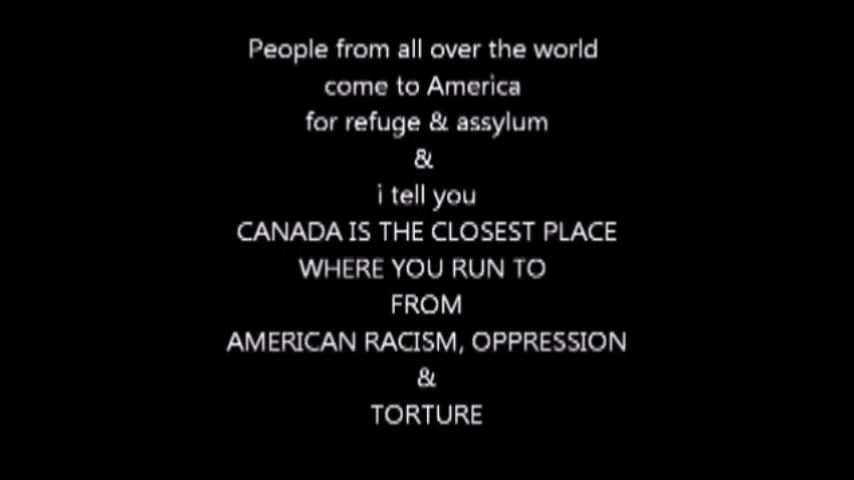 People from all over the world
come to America
for refuge & assylum
&
i tell you
CANADA IS THE CLOSEST PLACE
WHERE YOU RUN TO
FROM
AMERICAN RACISM, OPPRESSION
&
TORTURE